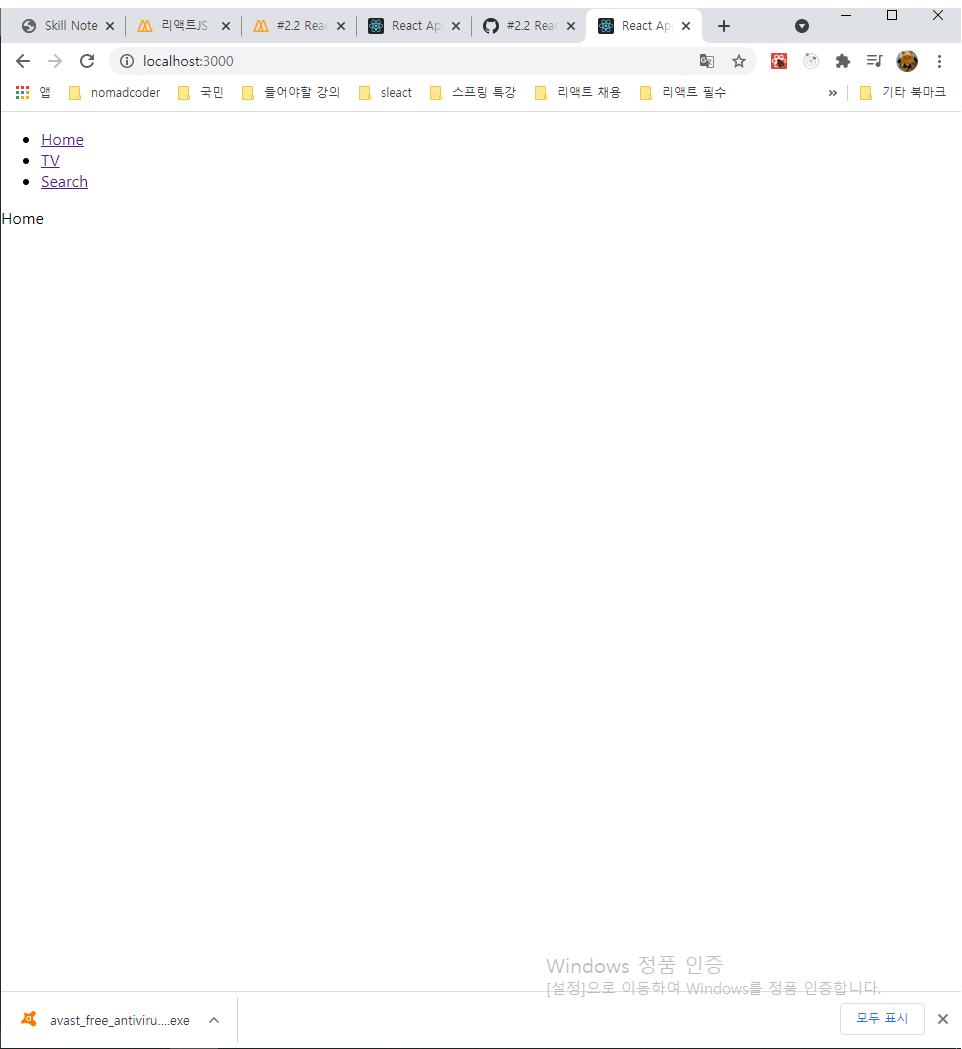 Skill Note 리액트JS #2.2 Reac React Ap #2.2 Reac React Ap
localhost:3000
앱 nomadcoder 국민 들어야할 강의 sleact 스프링 특강 리액트 채용 리액트 필수 » 기타 북마크
Home
TV
Search
Home
Windows 정품 인증
[설정]으로 이동하여 Windows를 정품 인증합니다.
avast_free_antiviru....exe 모두 표시